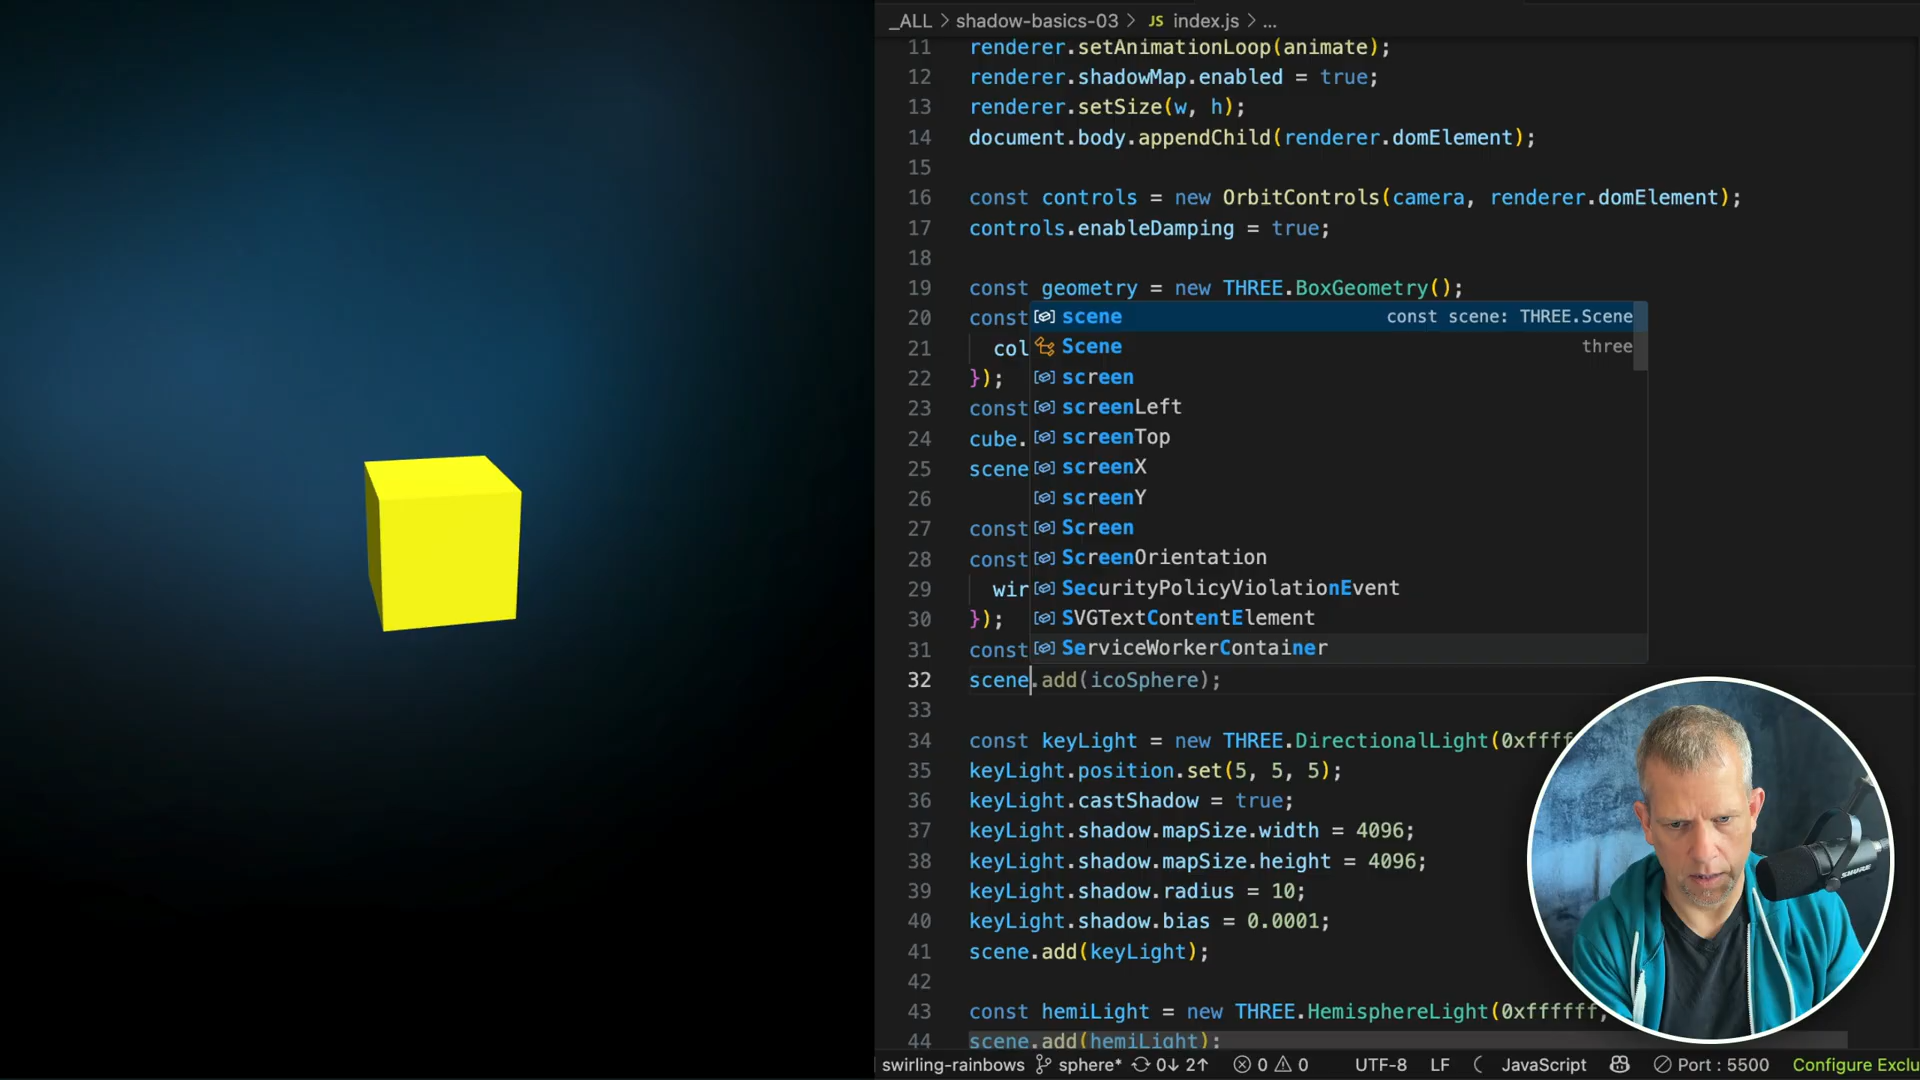 _ALL > shadow-basics-03 > JS index.js > ...
11 renderer.setAnimationLoop(animate);
12 renderer.shadowMap.enabled = true;
13 renderer.setSize(w, h);
14 document.body.appendChild(renderer.domElement);
15
16 const controls = new OrbitControls(camera, renderer.domElement);
17 controls.enableDamping = true;
18
19 const geometry = new THREE.BoxGeometry();
20 const scene const scene: THREE.Scene
21 col Scene three
22 }); screen
23 const screenLeft
24 cube. screenTop
25 scene screenX
26 screenY
27 const Screen
28 const ScreenOrientation
29 wir SecurityPolicyViolationEvent
30 }); SVGTextContentElement
31 const ServiceWorkerContainer
32 scene.add(icoSphere);
33
34 const keyLight = new THREE.DirectionalLight(0xffff
35 keyLight.position.set(5, 5, 5);
36 keyLight.castShadow = true;
37 keyLight.shadow.mapSize.width = 4096;
38 keyLight.shadow.mapSize.height = 4096;
39 keyLight.shadow.radius = 10;
40 keyLight.shadow.bias = 0.0001;
41 scene.add(keyLight);
42
43 const hemiLight = new THREE.HemisphereLight(0xffffff,
44 scene.add(hemiLight);
swirling-rainbows sphere* 0↓ 2↑ 0 0 UTF-8 LF JavaScript Port : 5500 Configure Exclu
SHURE